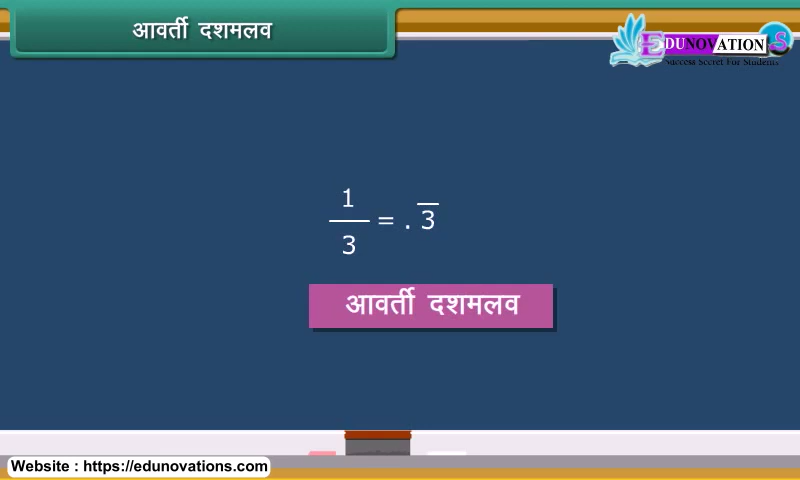 आवर्ती दशमलव
EDUNOVATIONS
Success Secret For Students
1
3
= . 3̅
आवर्ती दशमलव
Website : https://edunovations.com